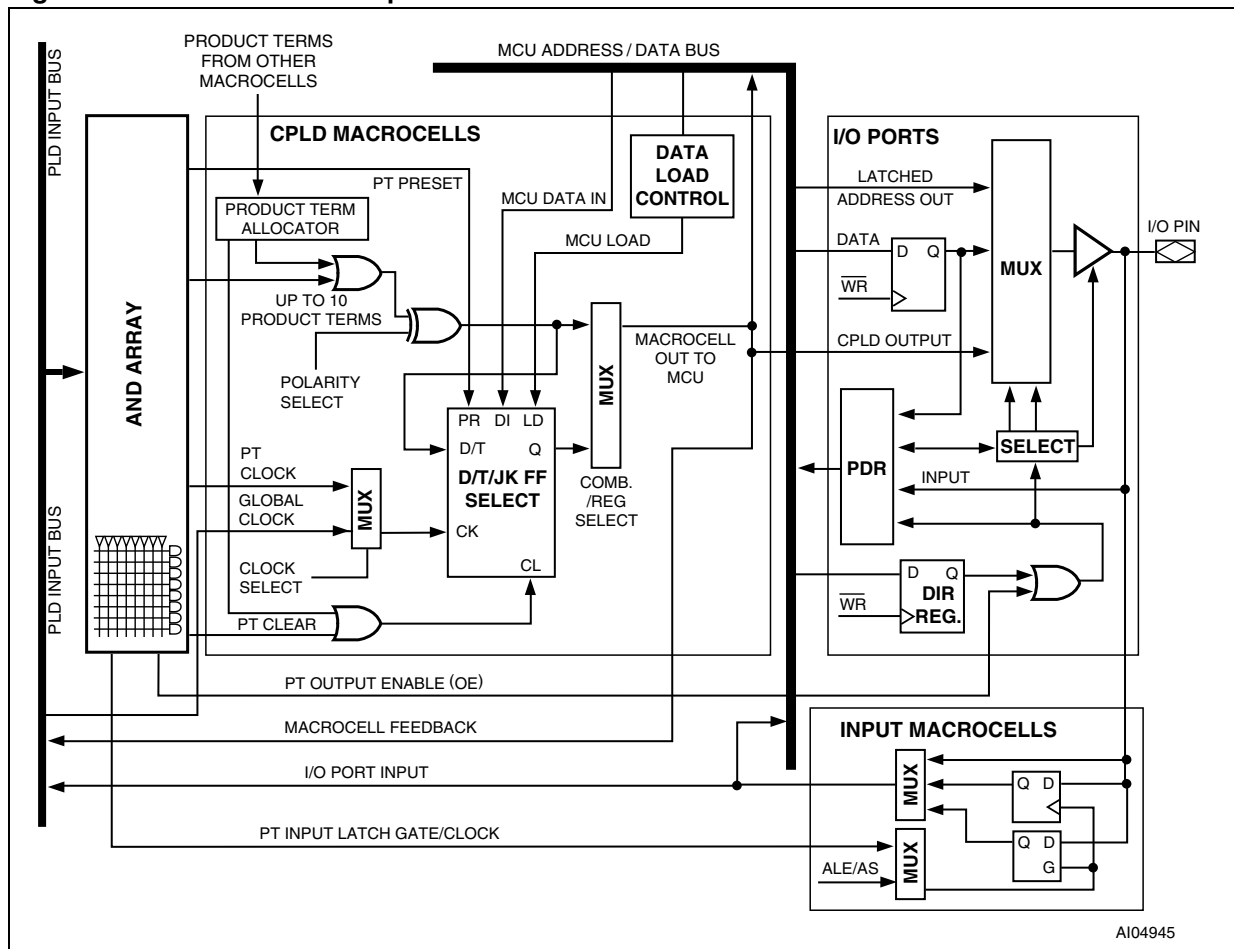 PRODUCT TERMS
FROM OTHER
MACROCELLS
MCU ADDRESS / DATA BUS
PLD INPUT BUS
CPLD MACROCELLS
I/O PORTS
DATA
LOAD
CONTROL
PT PRESET
MCU DATA IN
LATCHED
ADDRESS OUT
PRODUCT TERM
ALLOCATOR
I/O PIN
MCU LOAD
DATA
D Q
MUX
WR
UP TO 10
PRODUCT TERMS
MACROCELL
OUT TO
MCU
CPLD OUTPUT
AND ARRAY
POLARITY
SELECT
MUX
PR DI LD
D/T Q
D/T/JK FF
SELECT
CK
CL
SELECT
PDR
INPUT
PT
CLOCK
GLOBAL
CLOCK
MUX
COMB.
/REG
SELECT
CLOCK
SELECT
PLD INPUT BUS
D Q
DIR
REG.
WR
PT CLEAR
PT OUTPUT ENABLE (OE)
MACROCELL FEEDBACK
INPUT MACROCELLS
I/O PORT INPUT
MUX
Q D
PT INPUT LATCH GATE/CLOCK
Q D
G
MUX
ALE/AS
AI04945